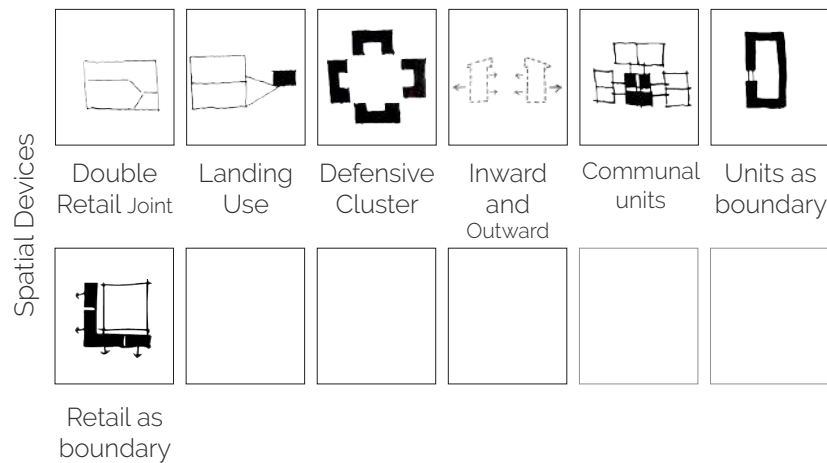 Spatial Devices
Double
Retail Joint
Landing
Use
Defensive
Cluster
Inward
and
Outward
Communal
units
Units as
boundary
Retail as
boundary